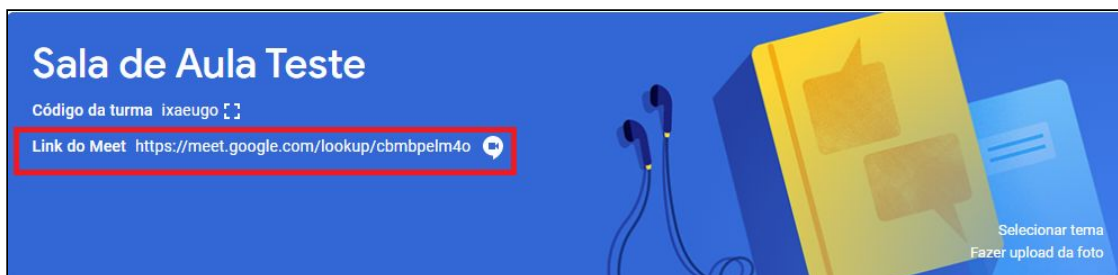 Sala de Aula Teste
Código da turma ixaeugo
Link do Meet https://meet.google.com/lookup/cbmbpelm4o
Selecionar tema
Fazer upload da foto